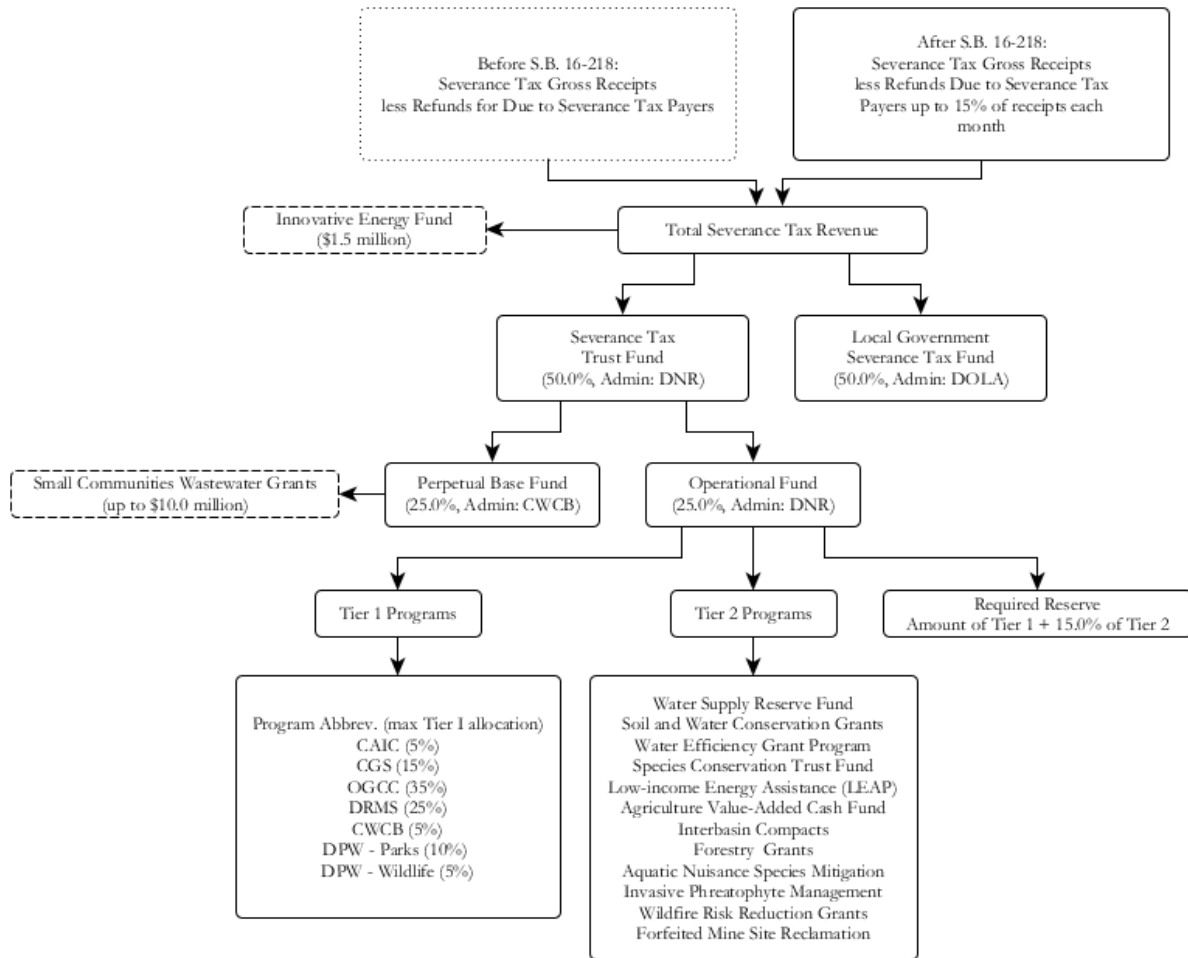 Before S.B. 16-218:
Severance Tax Gross Receipts
less Refunds for Due to Severance Tax Payers
After S.B. 16-218:
Severance Tax Gross Receipts
less Refunds Due to Severance Tax
Payers up to 15% of receipts each
month
Innovative Energy Fund
($1.5 million)
Total Severance Tax Revenue
Severance Tax
Trust Fund
(50.0%, Admin: DNR)
Local Government
Severance Tax Fund
(50.0%, Admin: DOLA)
Small Communities Wastewater Grants
(up to $10.0 million)
Perpetual Base Fund
(25.0%, Admin: CWCB)
Operational Fund
(25.0%, Admin: DNR)
Tier 1 Programs
Tier 2 Programs
Required Reserve
Amount of Tier 1 + 15.0% of Tier 2
Program Abbrev. (max Tier I allocation)
CAIC (5%)
CGS (15%)
OGCC (35%)
DRMS (25%)
CWCB (5%)
DPW - Parks (10%)
DPW - Wildlife (5%)
Water Supply Reserve Fund
Soil and Water Conservation Grants
Water Efficiency Grant Program
Species Conservation Trust Fund
Low-income Energy Assistance (LEAP)
Agriculture Value-Added Cash Fund
Interbasin Compacts
Forestry Grants
Aquatic Nuisance Species Mitigation
Invasive Phreatophyte Management
Wildfire Risk Reduction Grants
Forfeited Mine Site Reclamation